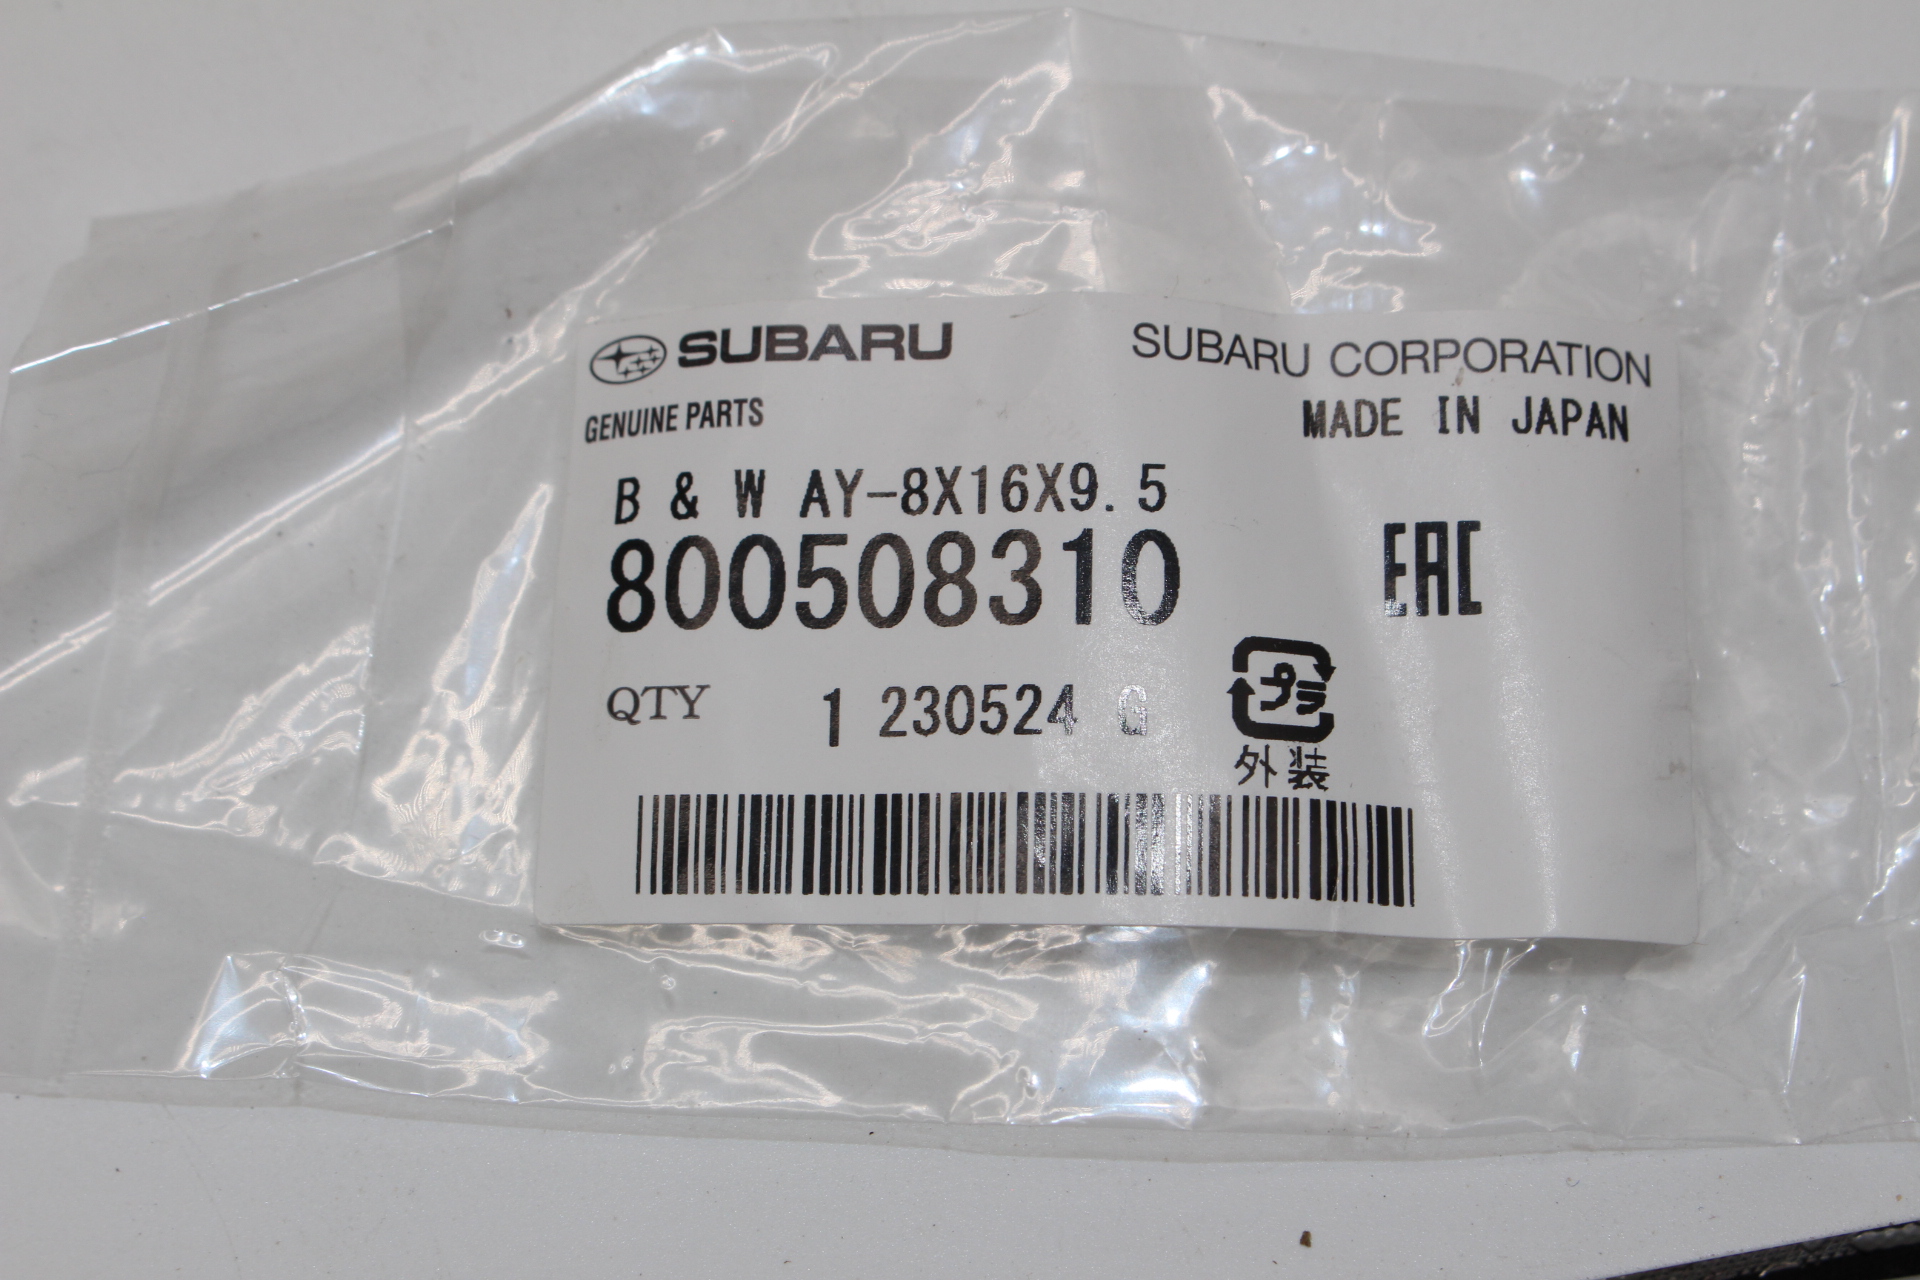 SUBARU
SUBARU CORPORATION
GENUINE PARTS
MADE IN JAPAN
B & W AY-8X16X9.5
800508310
EAC
QTY 1 230524 G
プラ
外装